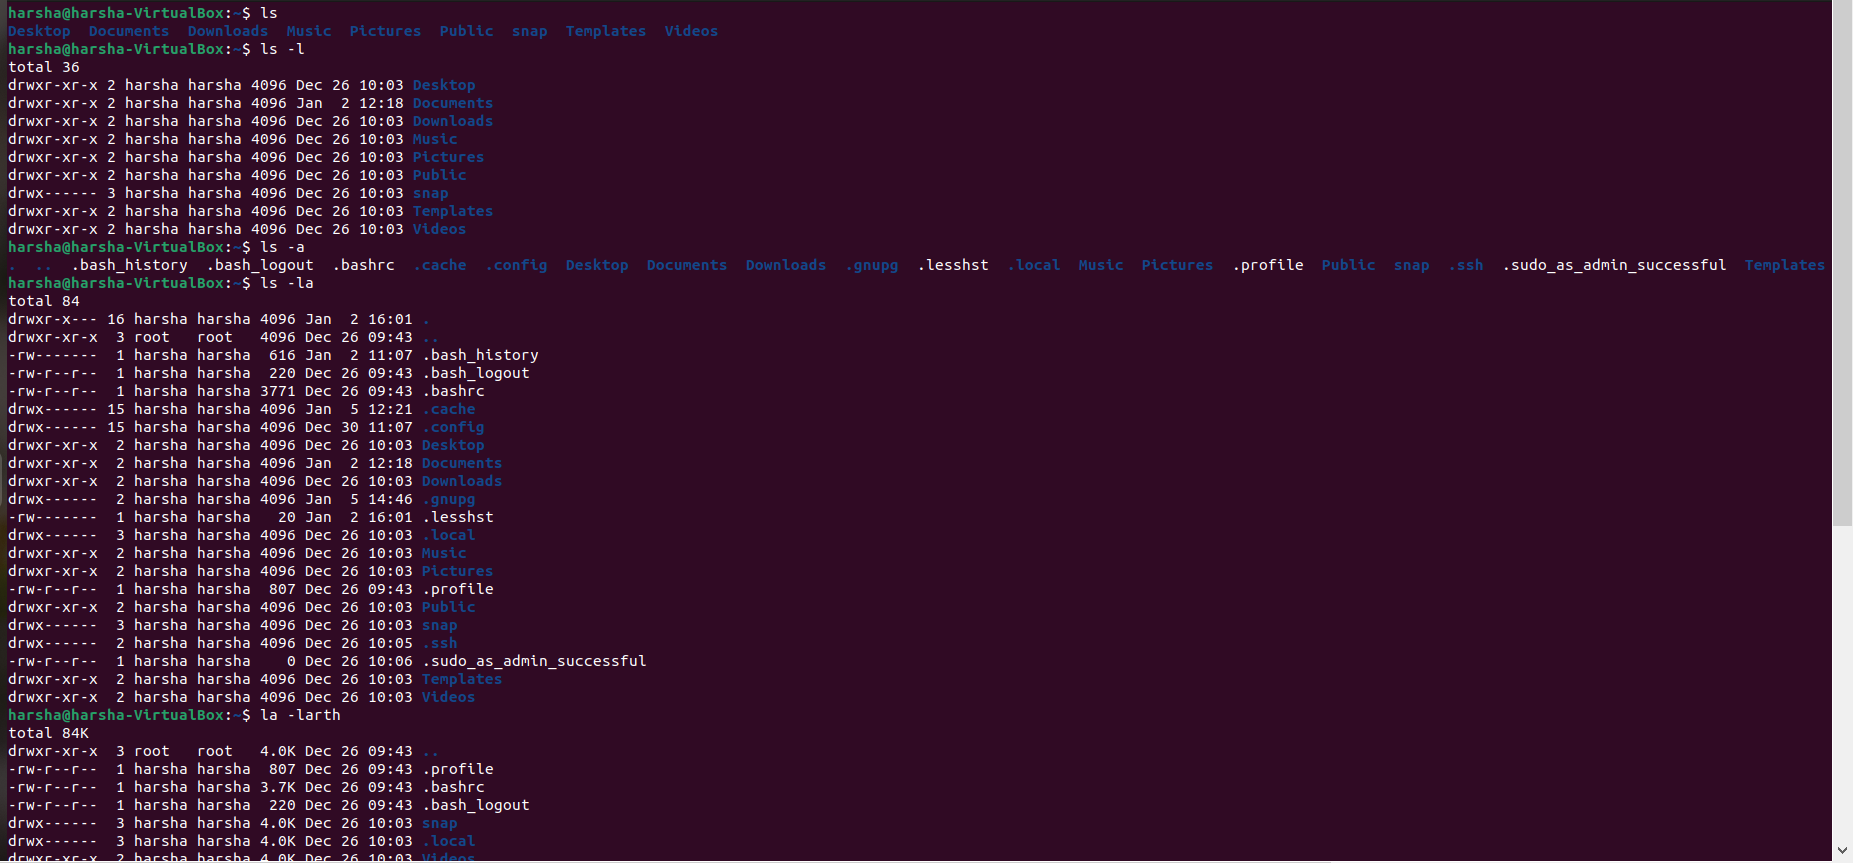 harsha@harsha-VirtualBox:~$ ls
Desktop  Documents  Downloads  Music  Pictures  Public  snap  Templates  Videos
harsha@harsha-VirtualBox:~$ ls -l
total 36
drwxr-xr-x 2 harsha harsha 4096 Dec 26 10:03 Desktop
drwxr-xr-x 2 harsha harsha 4096 Jan  2 12:18 Documents
drwxr-xr-x 2 harsha harsha 4096 Dec 26 10:03 Downloads
drwxr-xr-x 2 harsha harsha 4096 Dec 26 10:03 Music
drwxr-xr-x 2 harsha harsha 4096 Dec 26 10:03 Pictures
drwxr-xr-x 2 harsha harsha 4096 Dec 26 10:03 Public
drwx------ 3 harsha harsha 4096 Dec 26 10:03 snap
drwxr-xr-x 2 harsha harsha 4096 Dec 26 10:03 Templates
drwxr-xr-x 2 harsha harsha 4096 Dec 26 10:03 Videos
harsha@harsha-VirtualBox:~$ ls -a
.  ..  .bash_history  .bash_logout  .bashrc  .cache  .config  Desktop  Documents  Downloads  .gnupg  .lesshst  .local  Music  Pictures  .profile  Public  snap  .ssh  .sudo_as_admin_successful  Templates
harsha@harsha-VirtualBox:~$ ls -la
total 84
drwxr-x--- 16 harsha harsha 4096 Jan  2 16:01 .
drwxr-xr-x  3 root   root   4096 Dec 26 09:43 ..
-rw-------  1 harsha harsha  616 Jan  2 11:07 .bash_history
-rw-r--r--  1 harsha harsha  220 Dec 26 09:43 .bash_logout
-rw-r--r--  1 harsha harsha 3771 Dec 26 09:43 .bashrc
drwx------ 15 harsha harsha 4096 Jan  5 12:21 .cache
drwx------ 15 harsha harsha 4096 Dec 30 11:07 .config
drwxr-xr-x  2 harsha harsha 4096 Dec 26 10:03 Desktop
drwxr-xr-x  2 harsha harsha 4096 Jan  2 12:18 Documents
drwxr-xr-x  2 harsha harsha 4096 Dec 26 10:03 Downloads
drwx------  2 harsha harsha 4096 Jan  5 14:46 .gnupg
-rw-------  1 harsha harsha   20 Jan  2 16:01 .lesshst
drwx------  3 harsha harsha 4096 Dec 26 10:03 .local
drwxr-xr-x  2 harsha harsha 4096 Dec 26 10:03 Music
drwxr-xr-x  2 harsha harsha 4096 Dec 26 10:03 Pictures
-rw-r--r--  1 harsha harsha  807 Dec 26 09:43 .profile
drwxr-xr-x  2 harsha harsha 4096 Dec 26 10:03 Public
drwx------  3 harsha harsha 4096 Dec 26 10:03 snap
drwx------  2 harsha harsha 4096 Dec 26 10:05 .ssh
-rw-r--r--  1 harsha harsha    0 Dec 26 10:06 .sudo_as_admin_successful
drwxr-xr-x  2 harsha harsha 4096 Dec 26 10:03 Templates
drwxr-xr-x  2 harsha harsha 4096 Dec 26 10:03 Videos
harsha@harsha-VirtualBox:~$ la -larth
total 84K
drwxr-xr-x  3 root   root   4.0K Dec 26 09:43 ..
-rw-r--r--  1 harsha harsha  807 Dec 26 09:43 .profile
-rw-r--r--  1 harsha harsha 3.7K Dec 26 09:43 .bashrc
-rw-r--r--  1 harsha harsha  220 Dec 26 09:43 .bash_logout
drwx------  3 harsha harsha 4.0K Dec 26 10:03 snap
drwx------  3 harsha harsha 4.0K Dec 26 10:03 .local
drwxr-xr-x  2 harsha harsha 4.0K Dec 26 10:03 Videos